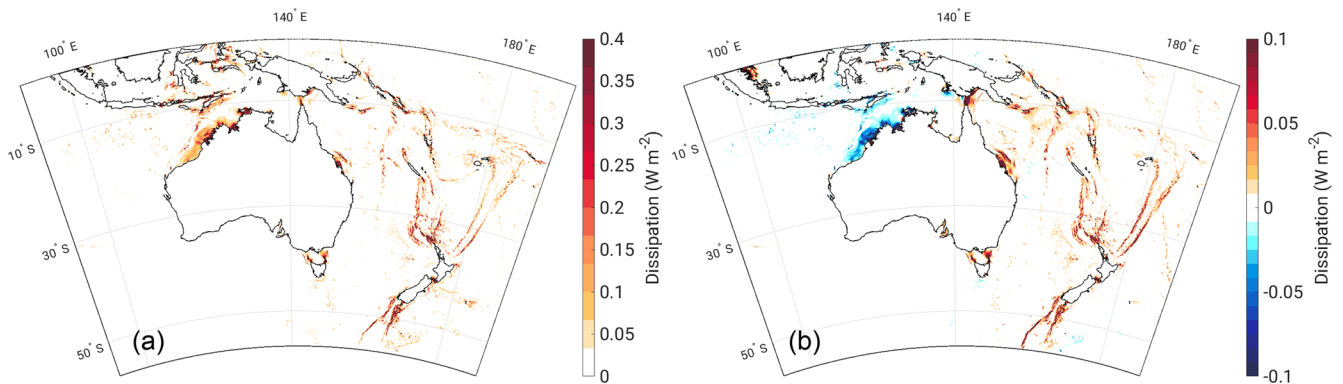 140° E
100° E
180° E
10° S
30° S
50° S
(a)
0.4
0.35
0.3
0.25
0.2
0.15
0.1
0.05
0
Dissipation (W m-2)
140° E
100° E
180° E
10° S
30° S
50° S
(b)
0.1
0.05
0
-0.05
-0.1
Dissipation (W m-2)